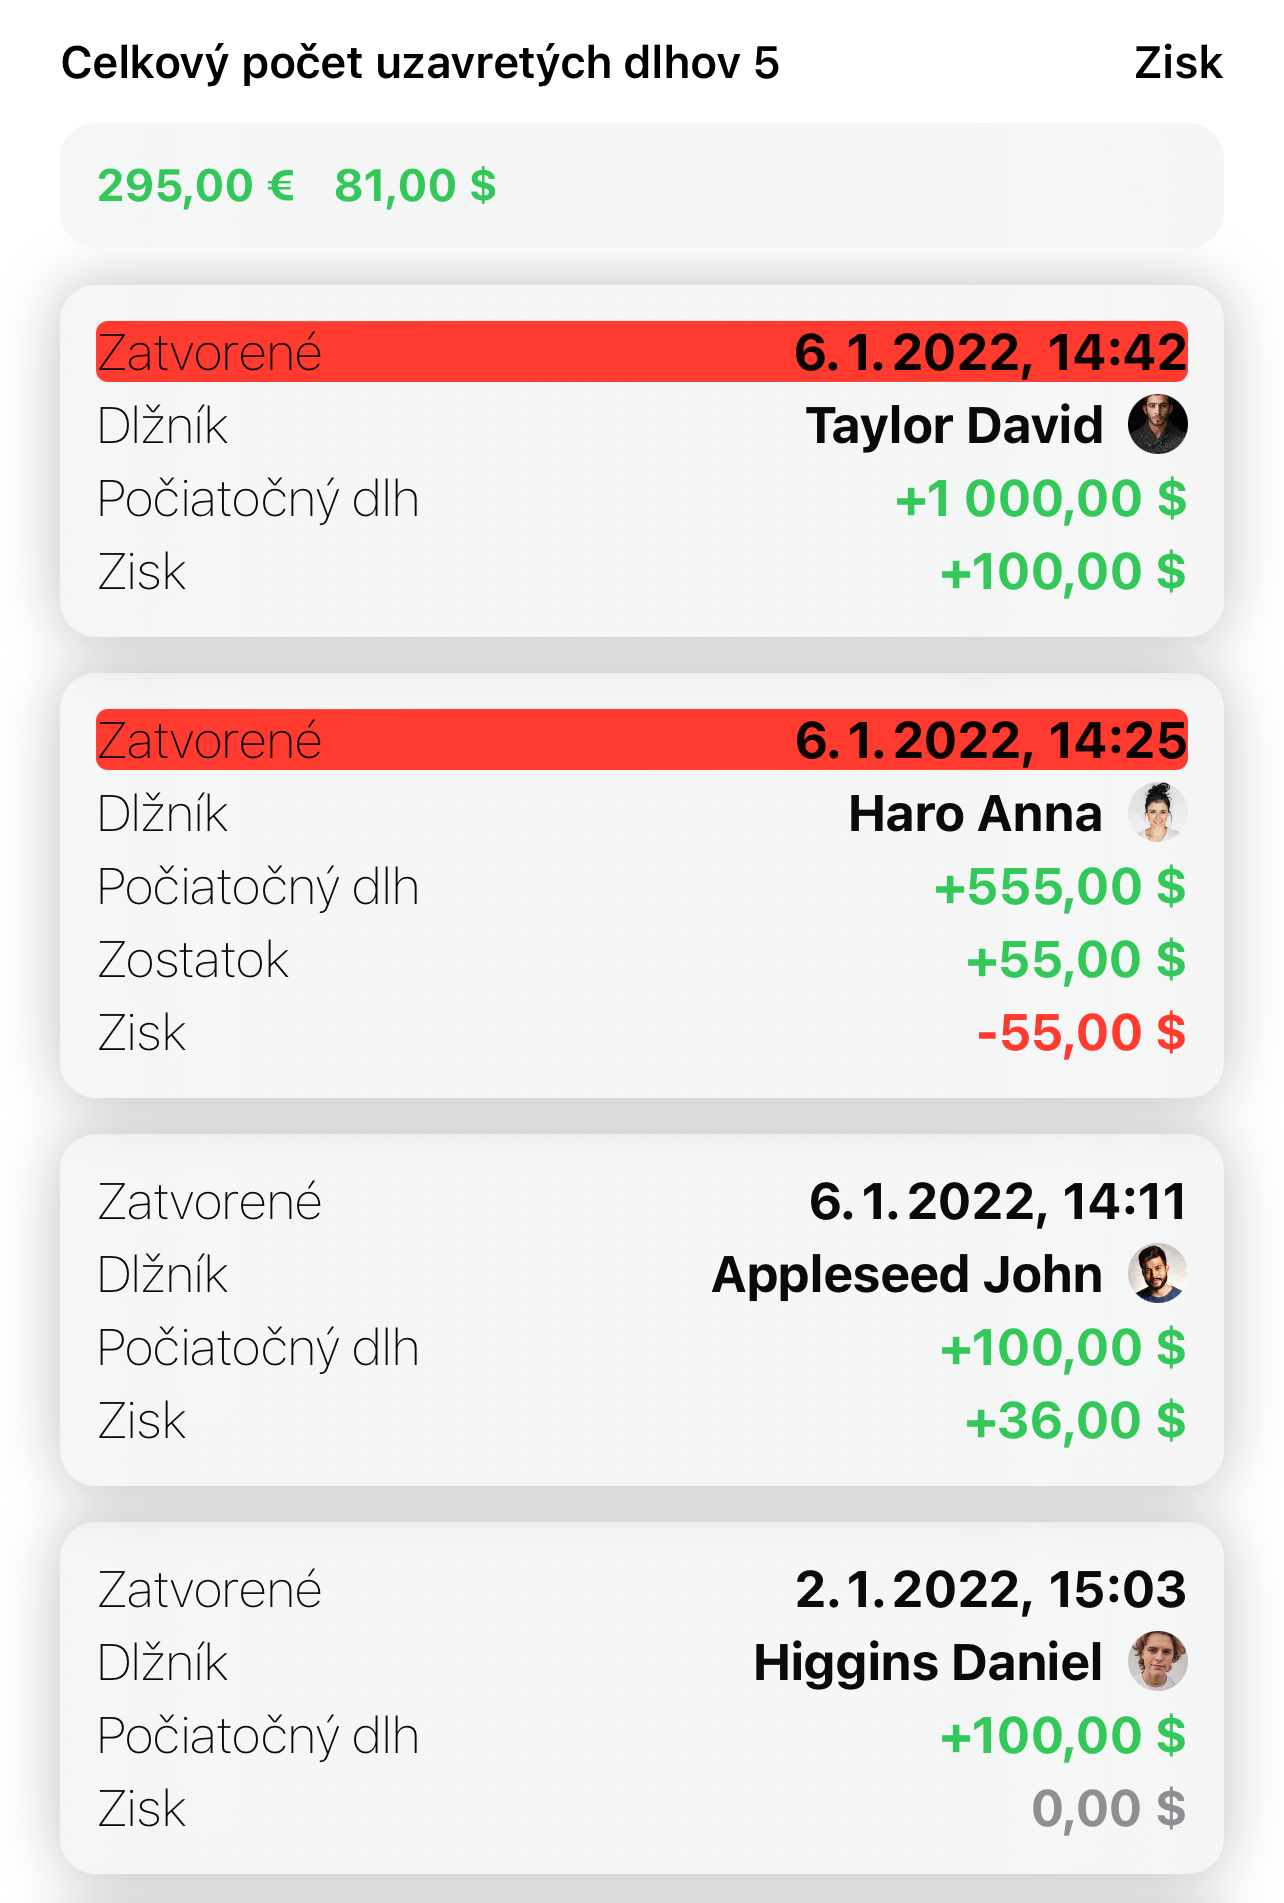 Celkový počet uzavretých dlhov 5 Zisk
295,00 € 81,00 $
Zatvorené 6. 1. 2022, 14:42
Dlžník Taylor David
Počiatočný dlh +1 000,00 $
Zisk +100,00 $
Zatvorené 6. 1. 2022, 14:25
Dlžník Haro Anna
Počiatočný dlh +555,00 $
Zostatok +55,00 $
Zisk -55,00 $
Zatvorené 6. 1. 2022, 14:11
Dlžník Appleseed John
Počiatočný dlh +100,00 $
Zisk +36,00 $
Zatvorené 2. 1. 2022, 15:03
Dlžník Higgins Daniel
Počiatočný dlh +100,00 $
Zisk 0,00 $